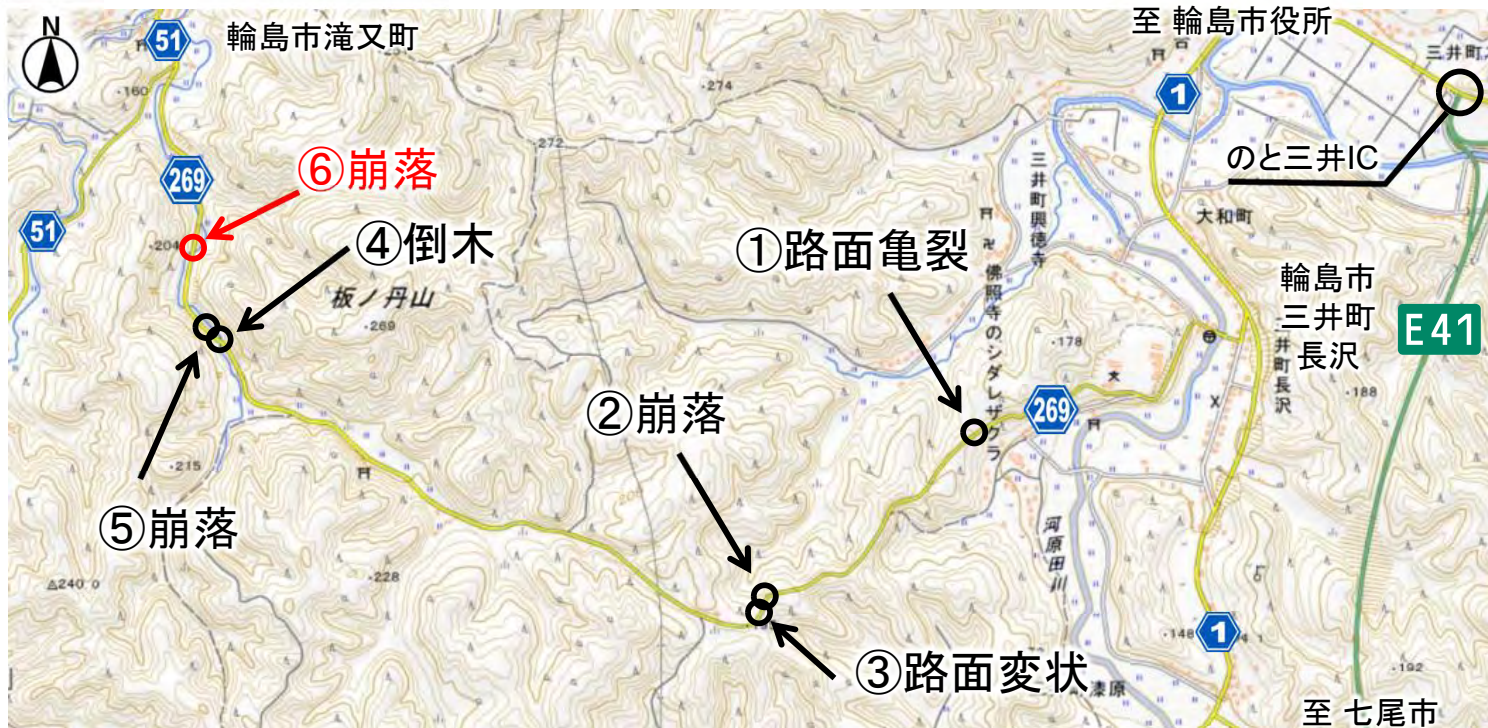 N
51
輪島市滝又町
至 輪島市役所
三井町
1
・160
・274
272
のと三井IC
269
⑥崩落
三井町興徳寺
51
・204
④倒木
①路面亀裂
大和町
板ノ丹山
・269
佛照寺のシダレザクラ
輪島市
三井町
長沢
E41
・178
三井町長沢
・188
②崩落
269
・215
⑤崩落
河原田川
△240.0
・228
・148
1
③路面変状
漆原
・192
至 七尾市